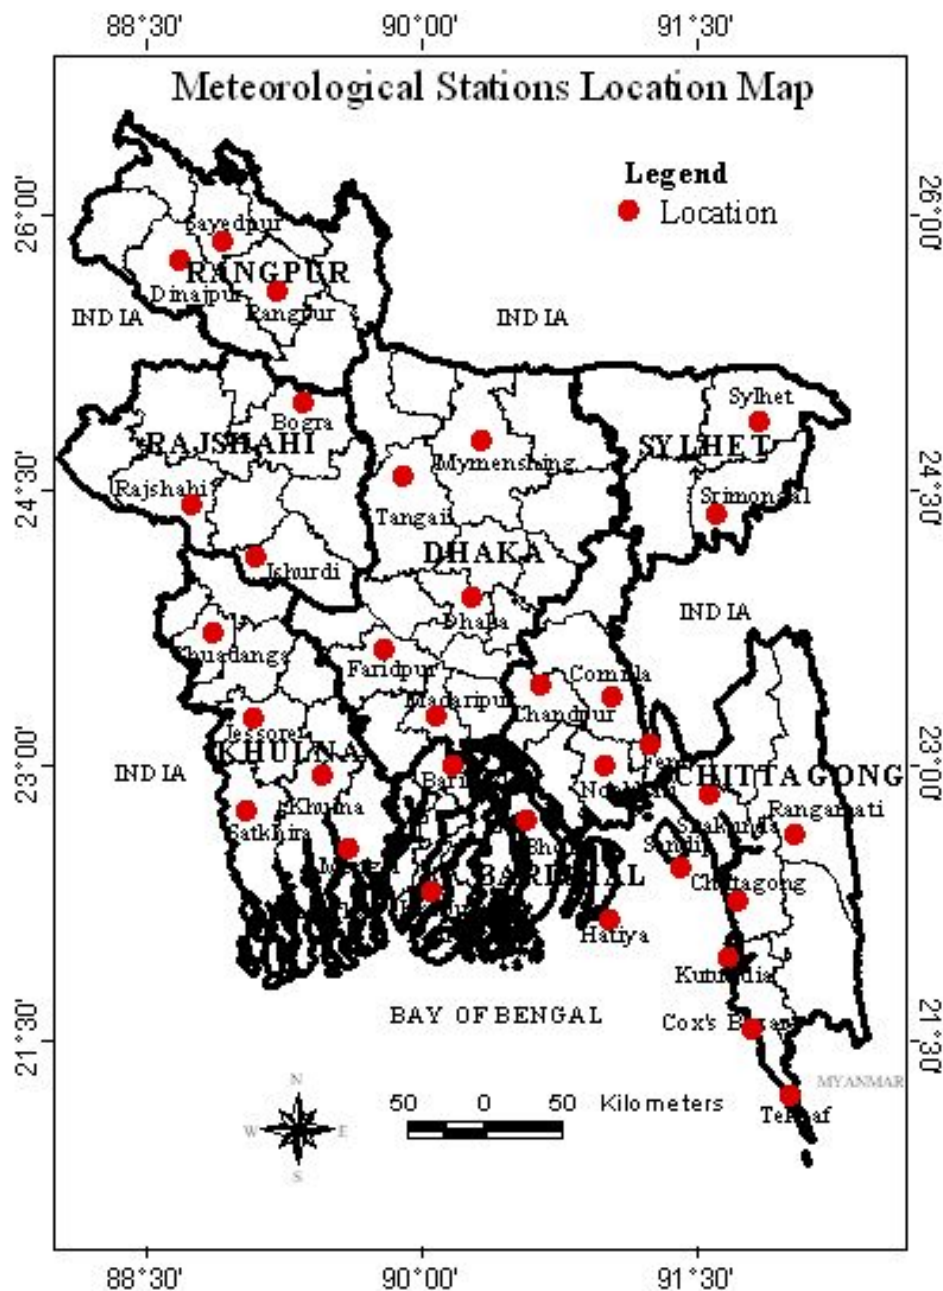 88°30' 90°00' 91°30'
Meteorological Stations Location Map
Legend
Location
26°00'
26°00'
Sayedpur
RANGPUR
Dinajpur
Rangpur
INDIA
INDIA
Sylhet
Bogra
RAJSHAHI
SYLHET
Mymenshing
Rajshahi
Srimongal
24°30'
24°30'
Tangail
DHAKA
Ishurdi
INDIA
Dhaka
Chuadanga
Faridpur
Comilla
Madaripur
Chandpur
Jessore
KHULNA
23°00'
23°00'
INDIA
Feni
CHITTAGONG
Khulna
Rangamati
Satkhira
Sandip
Chittagong
Hatiya
Kutubdia
BAY OF BENGAL
Cox's Bazar
21°30'
21°30'
MYANMAR
N
W
E
S
50 0 50 Kilometers
Teknaf
88°30' 90°00' 91°30'